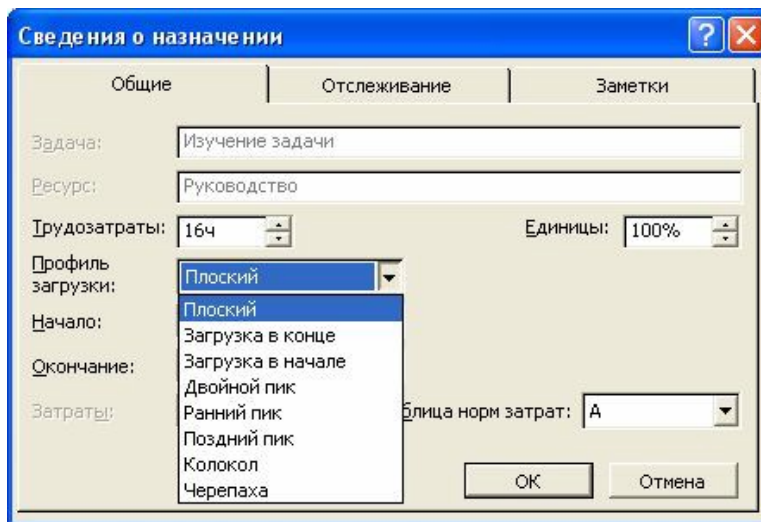 Сведения о назначении
Общие Отслеживание Заметки
Задача: Изучение задачи
Ресурс: Руководство
Трудозатраты: 16ч Единицы: 100%
Профиль загрузки: Плоский
Плоский
Начало:
Загрузка в конце
Загрузка в начале
Окончание:
Двойной пик
Затраты: Ранний пик блица норм затрат: A
Поздний пик
Колокол
Черепаха
ОК Отмена